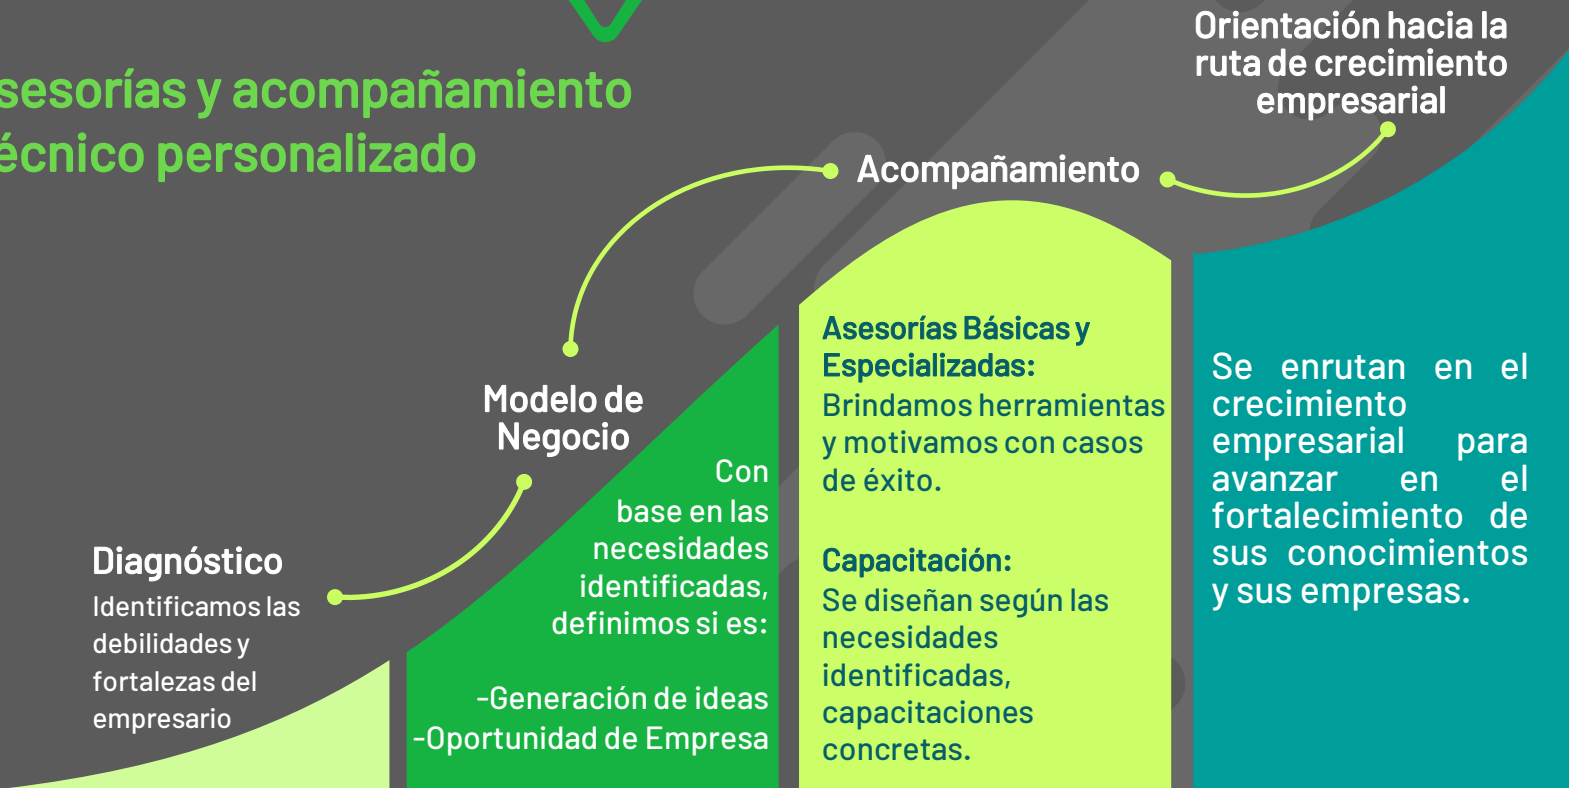 sesorías y acompañamiento
écnico personalizado
Diagnóstico
Identificamos las
debilidades y
fortalezas del
empresario
Modelo de
Negocio
Con
base en las
necesidades
identificadas,
definimos si es:
-Generación de ideas
-Oportunidad de Empresa
Acompañamiento
Asesorías Básicas y
Especializadas:
Brindamos herramientas
y motivamos con casos
de éxito.
Capacitación:
Se diseñan según las
necesidades
identificadas,
capacitaciones
concretas.
Orientación hacia la
ruta de crecimiento
empresarial
Se enrutan en el
crecimiento
empresarial para
avanzar en el
fortalecimiento de
sus conocimientos
y sus empresas.